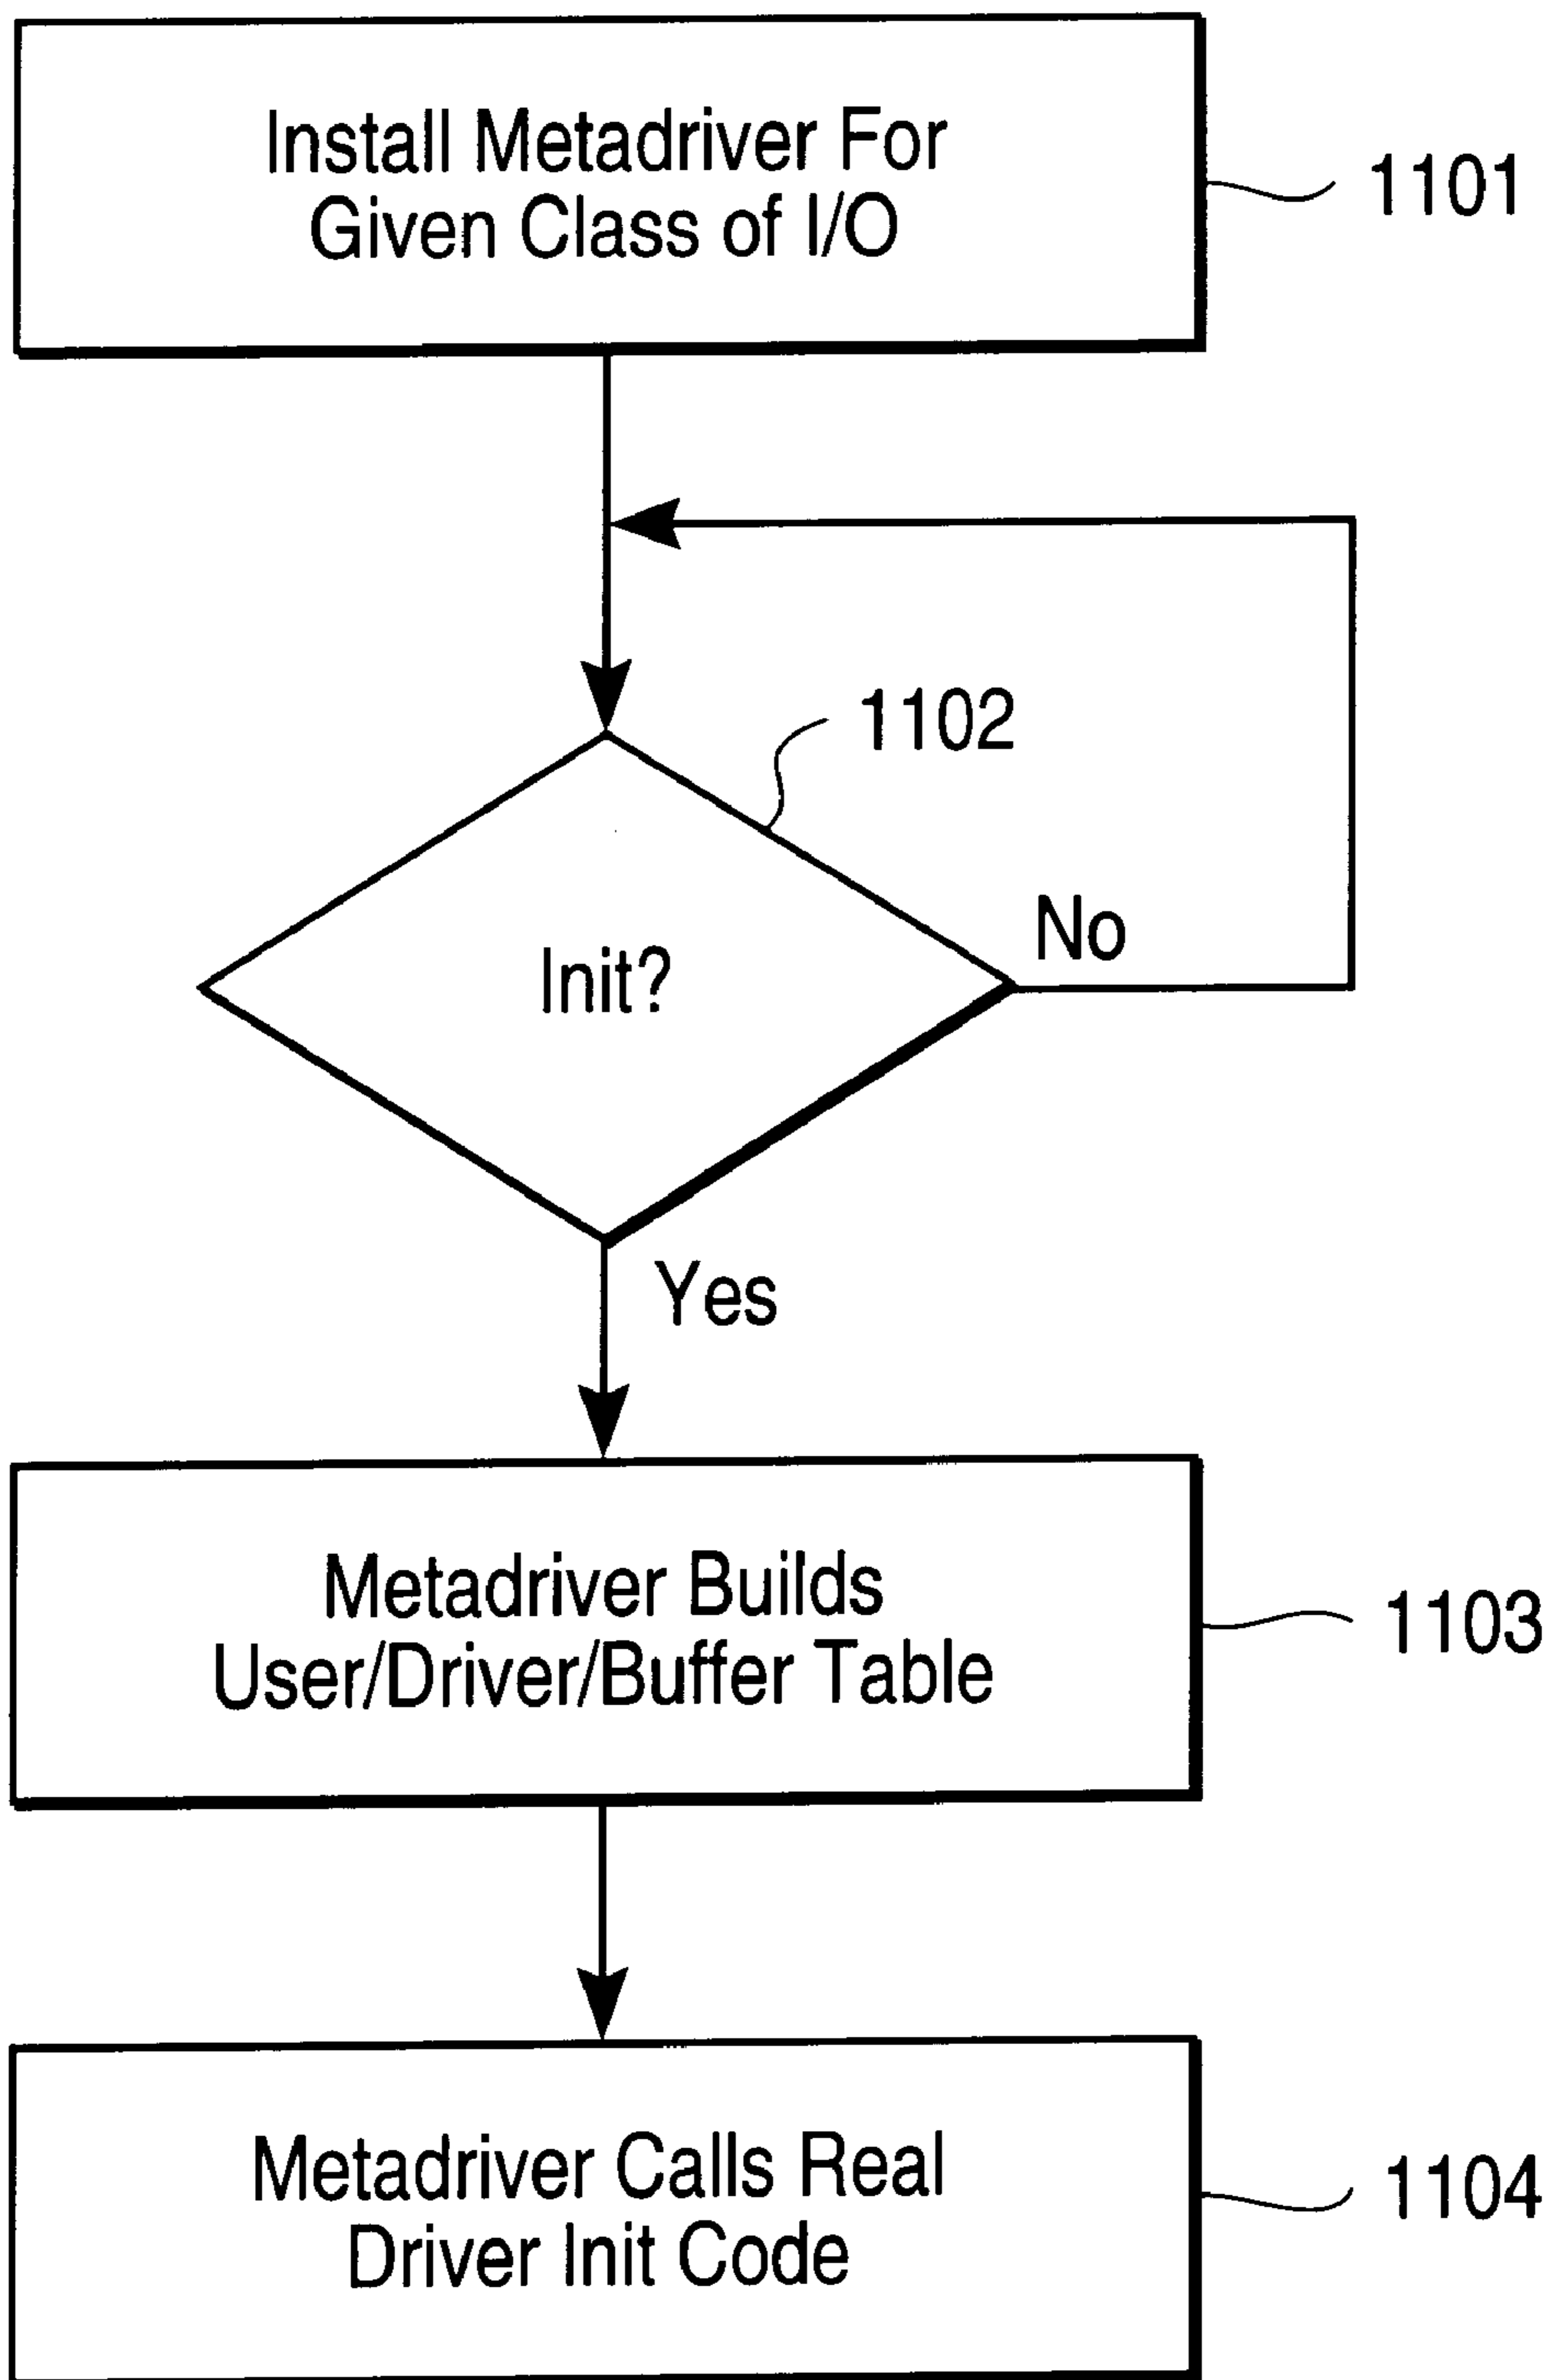 Install Metadriver For
Given Class of I/O
1101
1102
No
Init?
Yes
Metadriver Builds
User/Driver/Buffer Table
1103
Metadriver Calls Real
Driver Init Code
1104